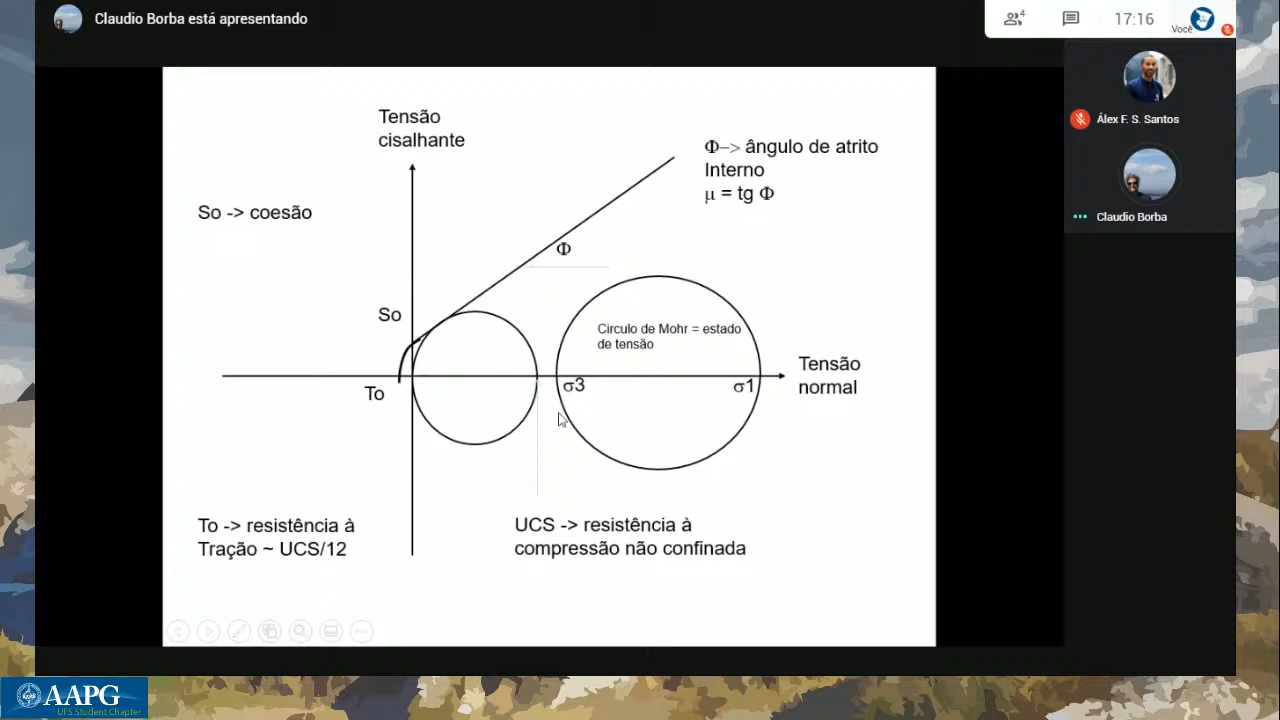 Claudio Borba está apresentando
4
17:16
Você
Álex F. S. Santos
Claudio Borba
Tensão
cisalhante
Φ–> ângulo de atrito
Interno
μ = tg Φ
So -> coesão
Φ
So
Circulo de Mohr = estado
de tensão
Tensão
normal
To
σ3
σ1
To -> resistência à
Tração ~ UCS/12
UCS -> resistência à
compressão não confinada
AAPG
UFS Student Chapter